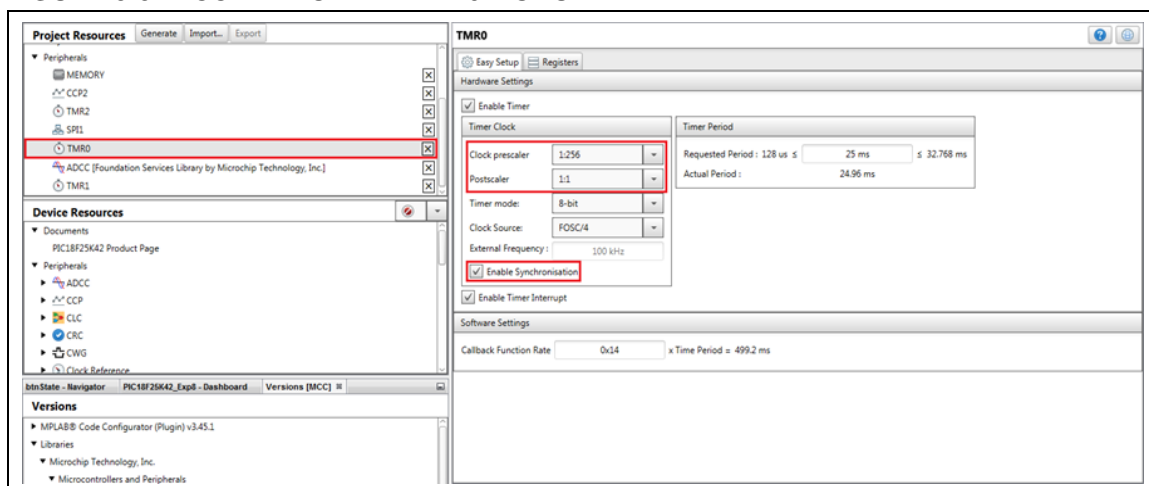 Project Resources Generate Import... Export
Peripherals
MEMORY
CCP2
TMR2
SPI1
TMR0
ADCC [Foundation Services Library by Microchip Technology, Inc.]
TMR1
Device Resources
Documents
PIC18F25K42 Product Page
Peripherals
ADCC
CCP
CLC
CRC
CWG
Clock Reference
btnState - Navigator PIC18F25K42_Exp8 - Dashboard Versions [MCC]
Versions
MPLAB® Code Configurator (Plugin) v3.45.1
Libraries
Microchip Technology, Inc.
Microcontrollers and Peripherals
TMR0
Easy Setup Registers
Hardware Settings
Enable Timer
Timer Clock
Clock prescaler 1:256
Postscaler 1:1
Timer mode: 8-bit
Clock Source: FOSC/4
External Frequency : 100 kHz
Enable Synchronisation
Enable Timer Interrupt
Timer Period
Requested Period : 128 us ≤ 25 ms ≤ 32.768 ms
Actual Period : 24.96 ms
Software Settings
Callback Function Rate 0x14 x Time Period = 499.2 ms